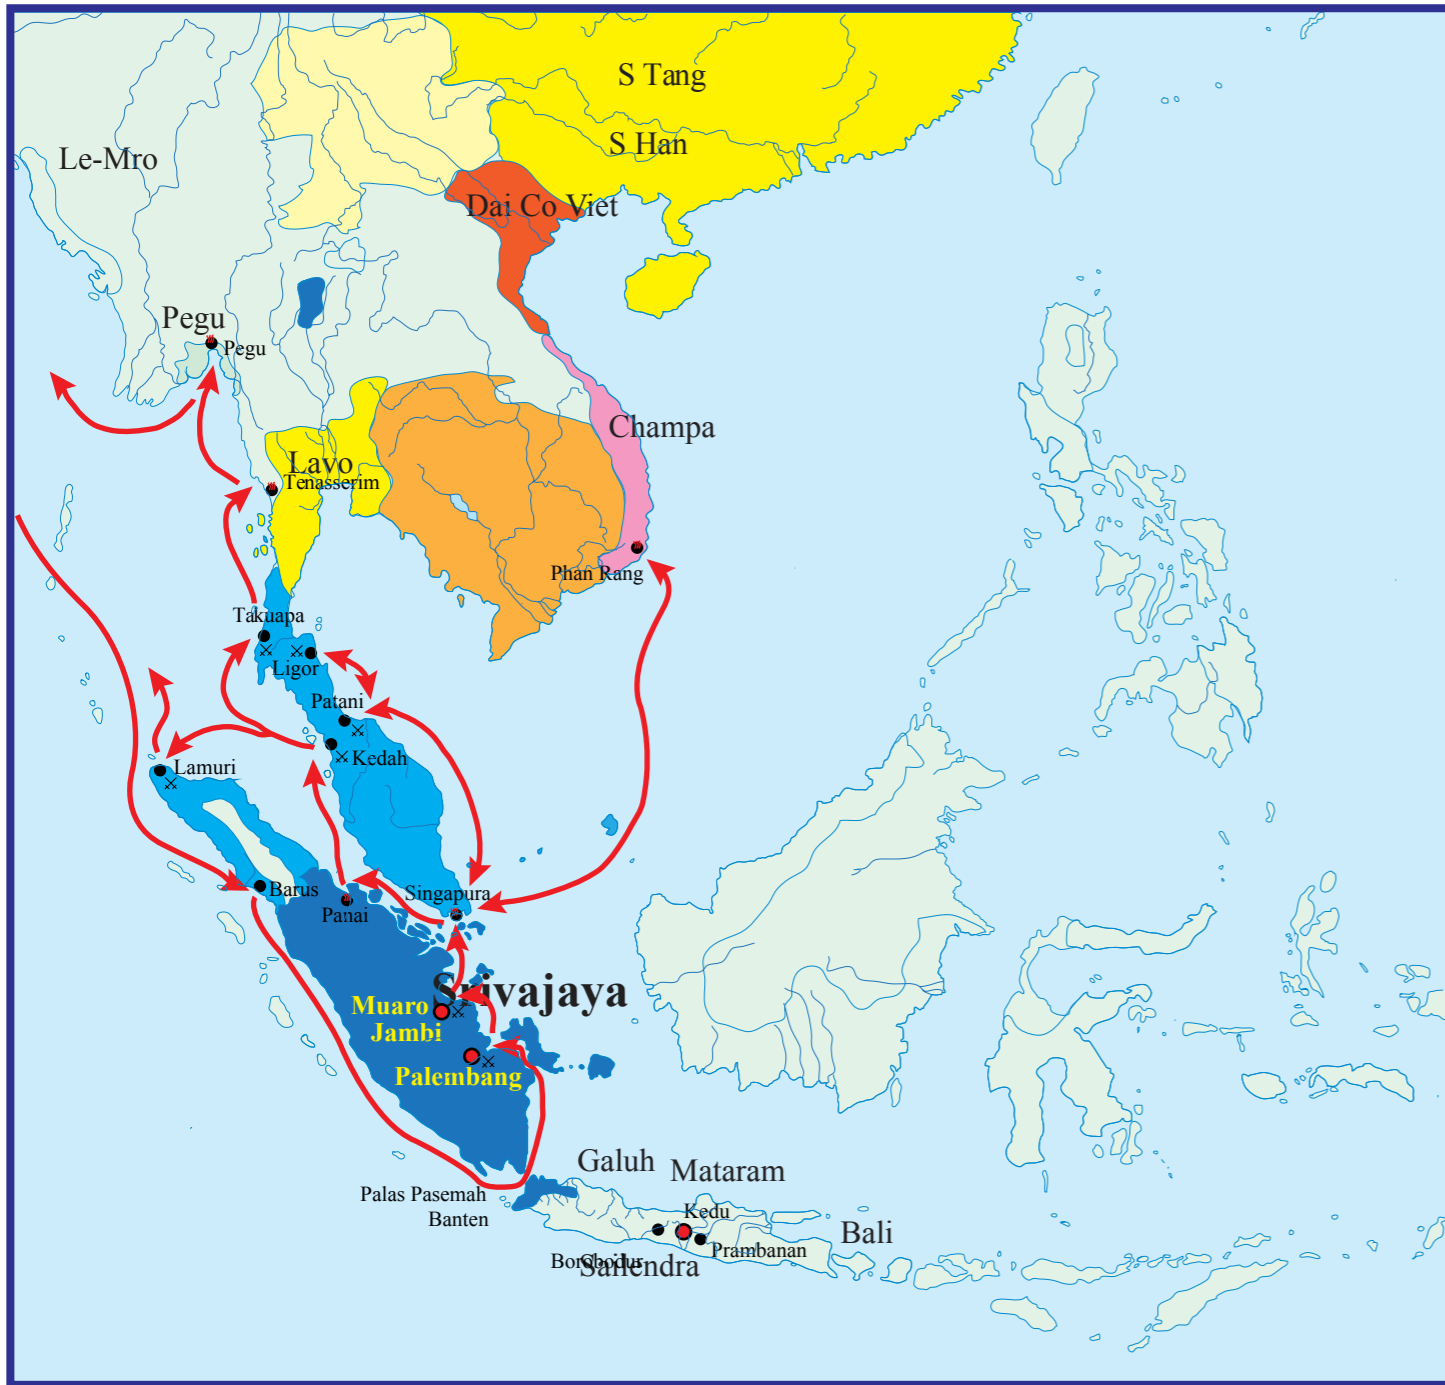 S Tang
S Han
Le-Mro
Dai Co Viet
Pegu
Pegu
Champa
Lavo
Tenasserim
Phan Rang
Takuapa
Ligor
Patani
Kedah
Lamuri
Barus
Singapura
Panai
Srivajaya
Muaro
Jambi
Palembang
Galuh
Mataram
Palas Pasemah
Banten
Kedu
Bali
Prambanan
Borobodur
Sailendra